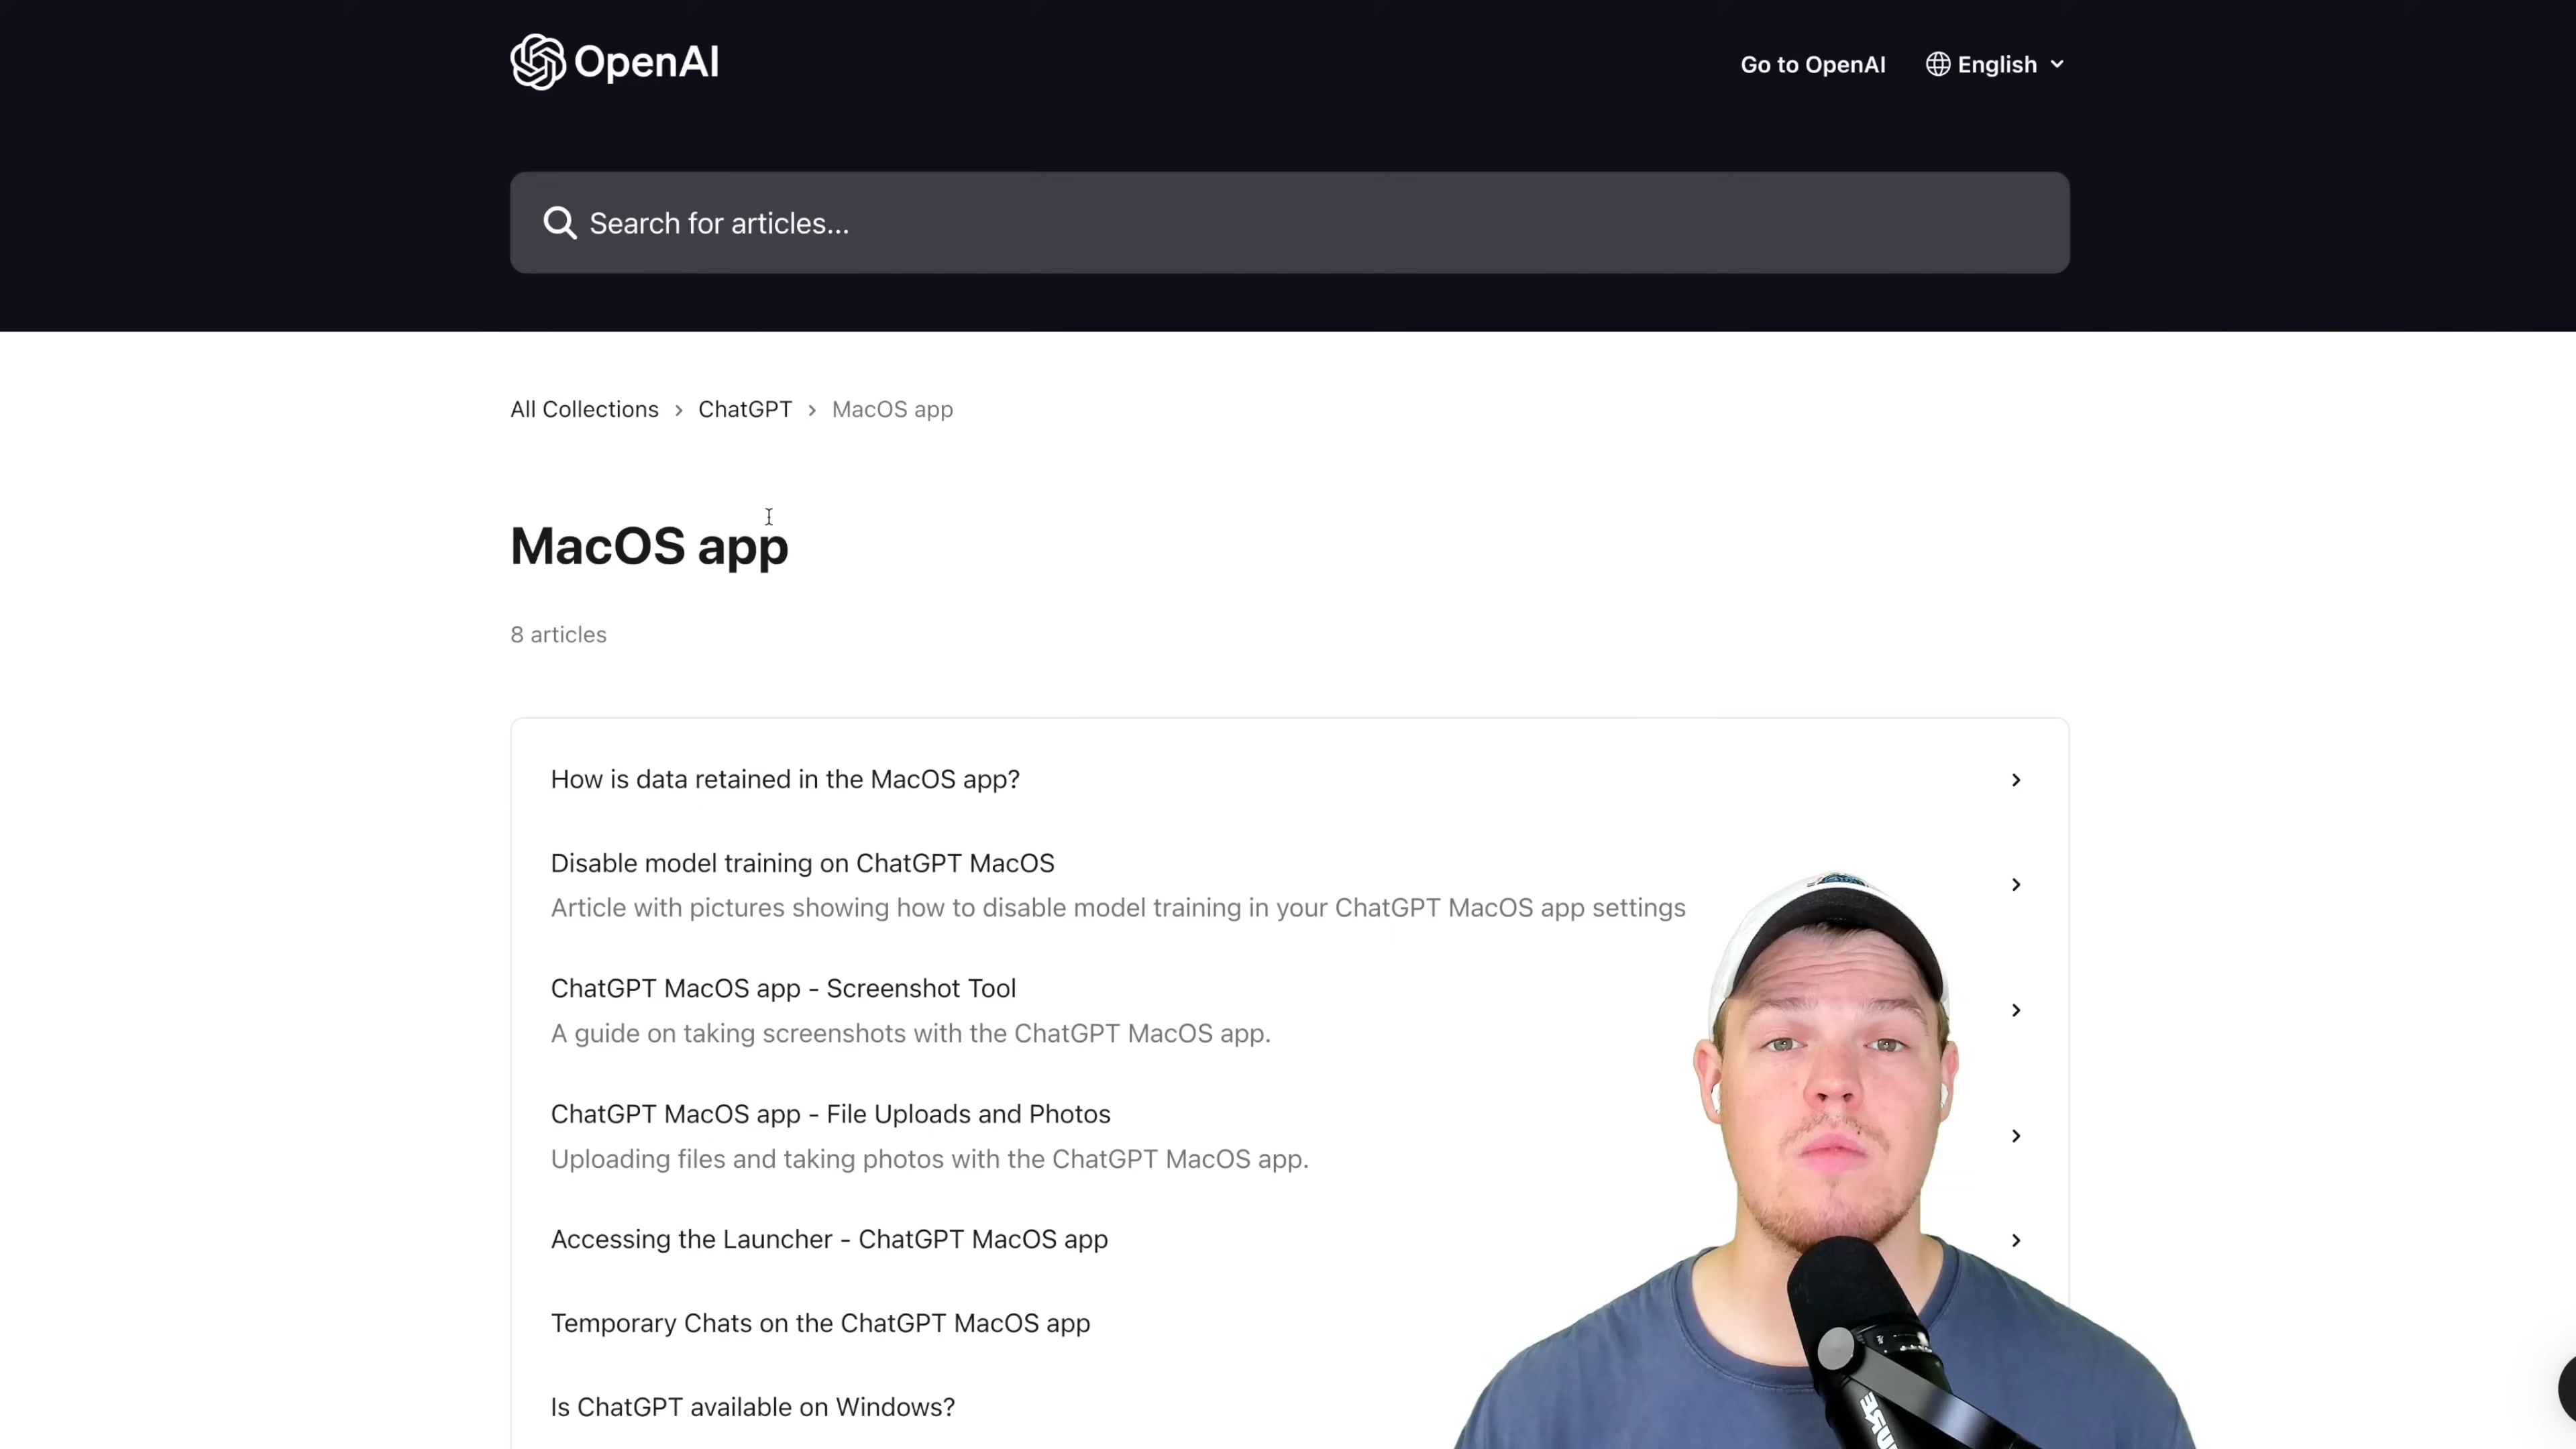 OpenAI
Go to OpenAI
English
Search for articles...
All Collections > ChatGPT > MacOS app
MacOS app
8 articles
How is data retained in the MacOS app?
Disable model training on ChatGPT MacOS
Article with pictures showing how to disable model training in your ChatGPT MacOS app settings
ChatGPT MacOS app - Screenshot Tool
A guide on taking screenshots with the ChatGPT MacOS app.
ChatGPT MacOS app - File Uploads and Photos
Uploading files and taking photos with the ChatGPT MacOS app.
Accessing the Launcher - ChatGPT MacOS app
Temporary Chats on the ChatGPT MacOS app
Is ChatGPT available on Windows?